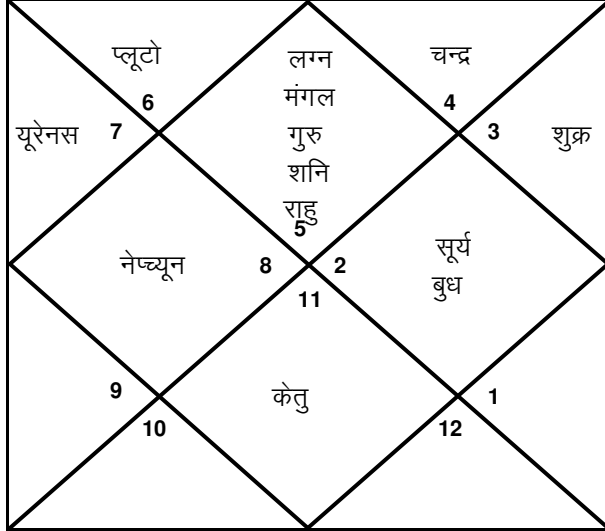 प्लूटो
लग्न
चन्द्र
मंगल
6
4
यूरेनस
7
गुरु
3
शुक्र
शनि
राहु
5
नेप्च्यून
8
2
सूर्य
बुध
11
9
केतु
1
10
12